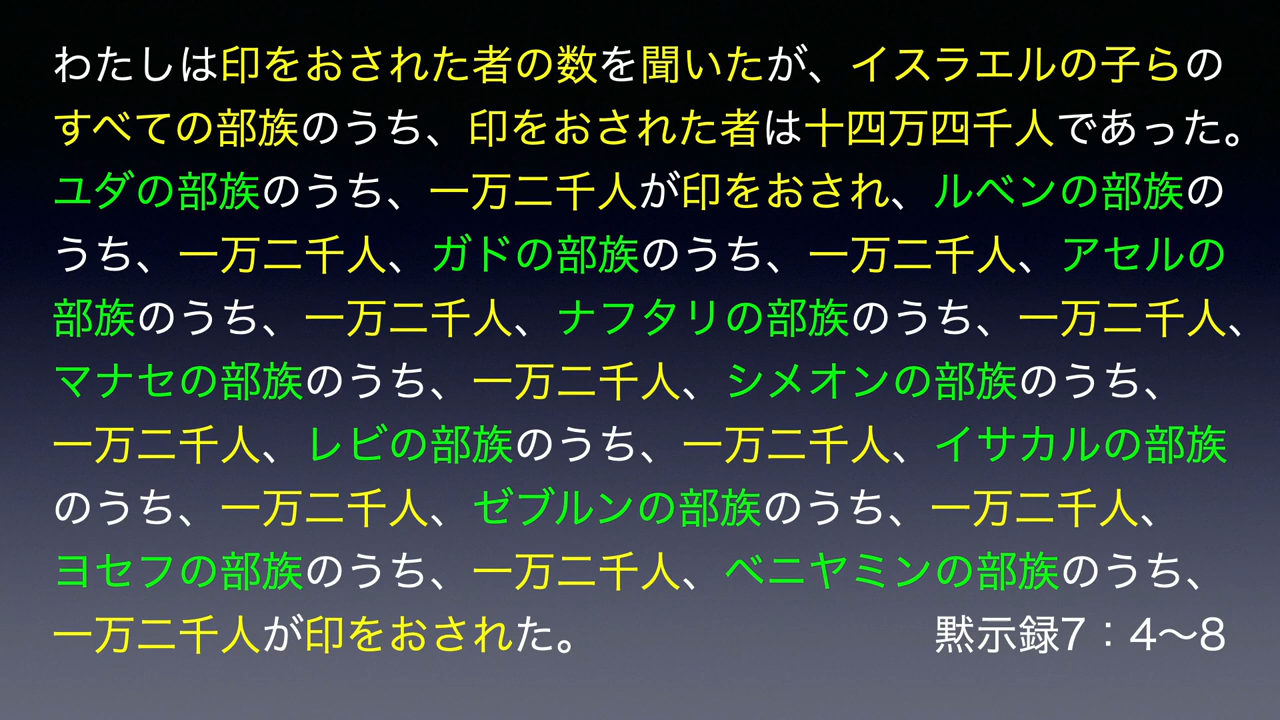 わたしは印をおされた者の数を聞いたが、イスラエルの子らの
すべての部族のうち、印をおされた者は十四万四千人であった。
ユダの部族のうち、一万二千人が印をおされ、ルベンの部族の
うち、一万二千人、ガドの部族のうち、一万二千人、アセルの
部族のうち、一万二千人、ナフタリの部族のうち、一万二千人、
マナセの部族のうち、一万二千人、シメオンの部族のうち、
一万二千人、レビの部族のうち、一万二千人、イサカルの部族
のうち、一万二千人、ゼブルンの部族のうち、一万二千人、
ヨセフの部族のうち、一万二千人、ベニヤミンの部族のうち、
一万二千人が印をおされた。 黙示録7：4〜8